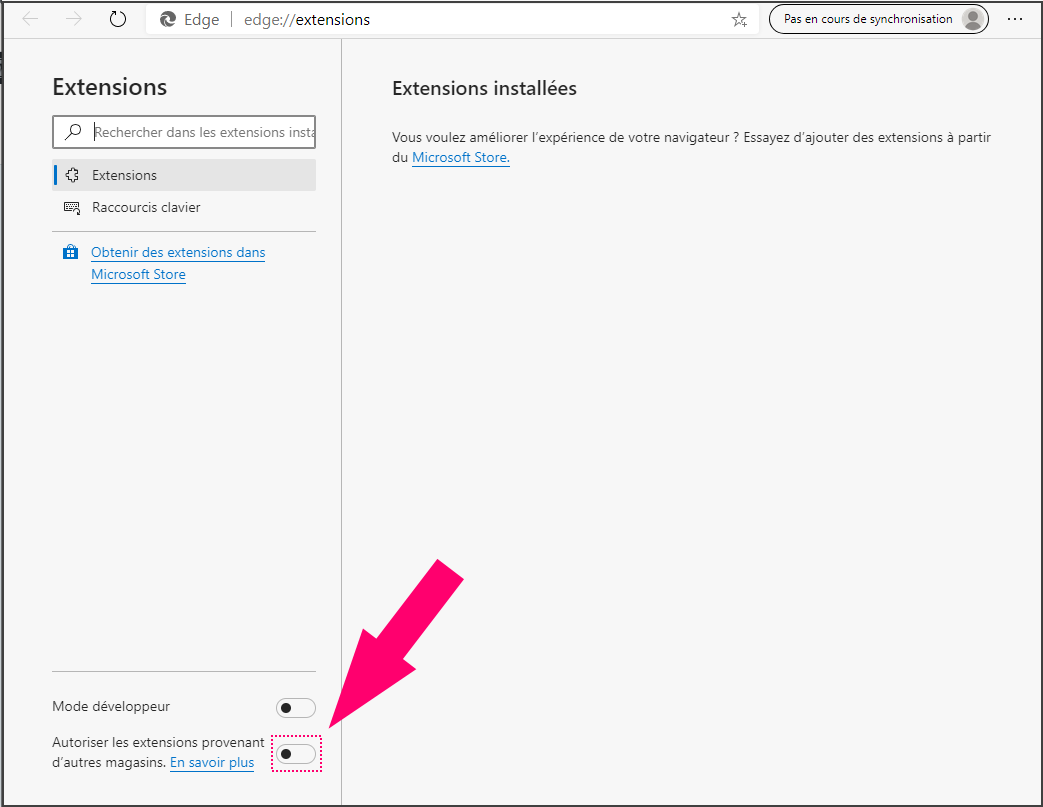 Edge | edge://extensions
Pas en cours de synchronisation
Extensions
Rechercher dans les extensions insta
Extensions
Raccourcis clavier
Obtenir des extensions dans
Microsoft Store
Mode développeur
Autoriser les extensions provenant
d’autres magasins. En savoir plus
Extensions installées
Vous voulez améliorer l’expérience de votre navigateur ? Essayez d’ajouter des extensions à partir
du Microsoft Store.